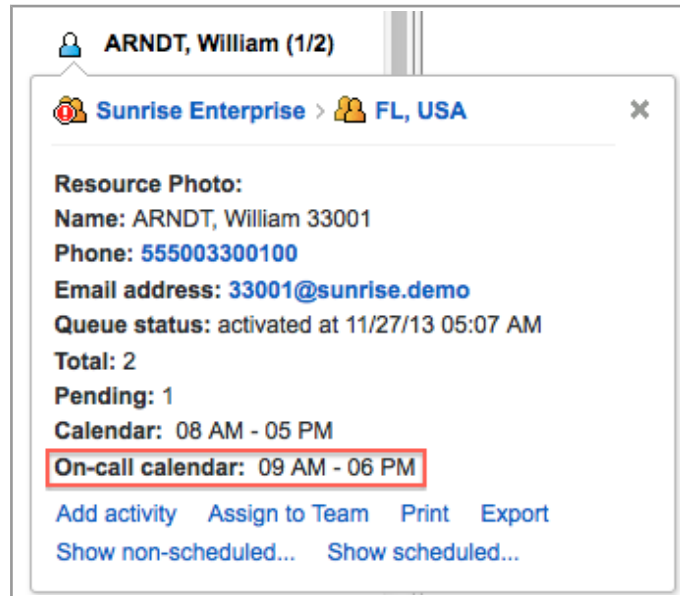 ARNDT, William (1/2)
Sunrise Enterprise > FL, USA
Resource Photo:
Name: ARNDT, William 33001
Phone: 555003300100
Email address: 33001@sunrise.demo
Queue status: activated at 11/27/13 05:07 AM
Total: 2
Pending: 1
Calendar: 08 AM - 05 PM
On-call calendar: 09 AM - 06 PM
Add activity Assign to Team Print Export
Show non-scheduled... Show scheduled...